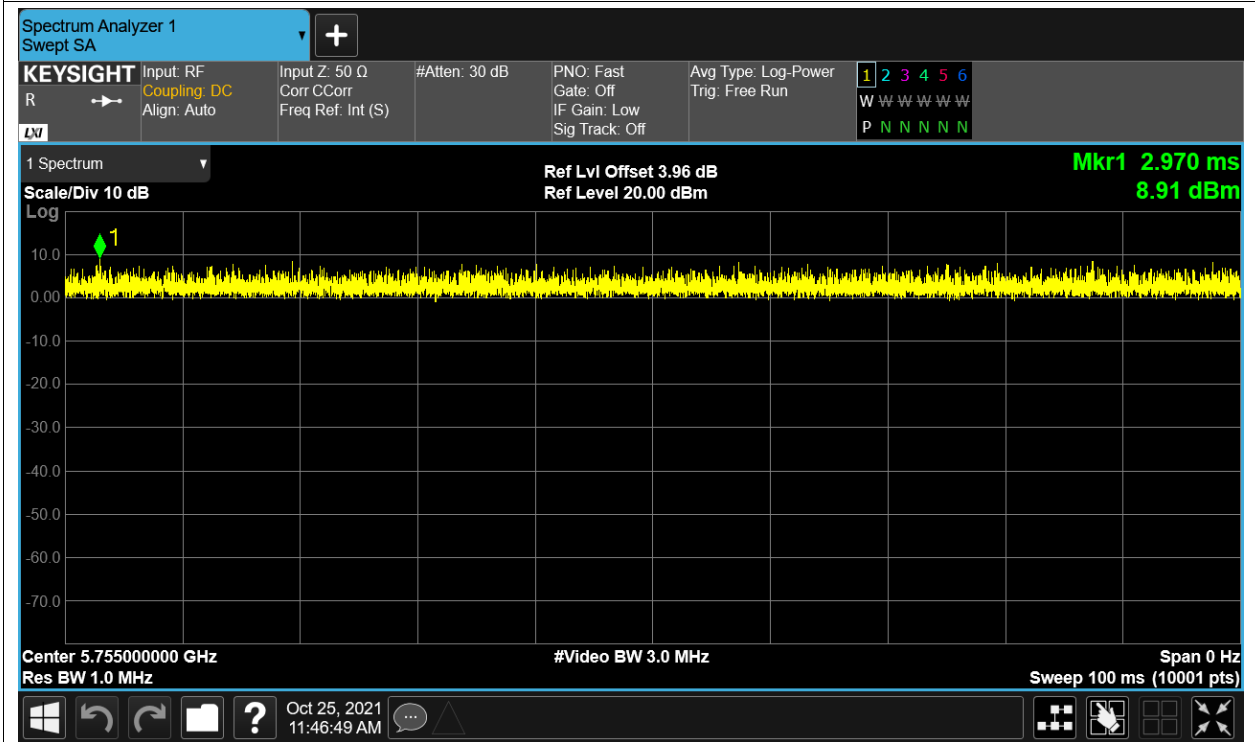 Spectrum Analyzer 1
Swept SA
KEYSIGHT
R
LXI
Input: RF
Coupling: DC
Align: Auto
Input Z: 50 Ω
Corr CCorr
Freq Ref: Int (S)
#Atten: 30 dB
PNO: Fast
Gate: Off
IF Gain: Low
Sig Track: Off
Avg Type: Log-Power
Trig: Free Run
1 2 3 4 5 6
W W W W W W
P N N N N N
1 Spectrum
Scale/Div 10 dB
Log
Ref Lvl Offset 3.96 dB
Ref Level 20.00 dBm
Mkr1 2.970 ms
8.91 dBm
1
10.0
0.00
-10.0
-20.0
-30.0
-40.0
-50.0
-60.0
-70.0
Center 5.755000000 GHz
Res BW 1.0 MHz
#Video BW 3.0 MHz
Span 0 Hz
Sweep 100 ms (10001 pts)
?
Oct 25, 2021
11:46:49 AM